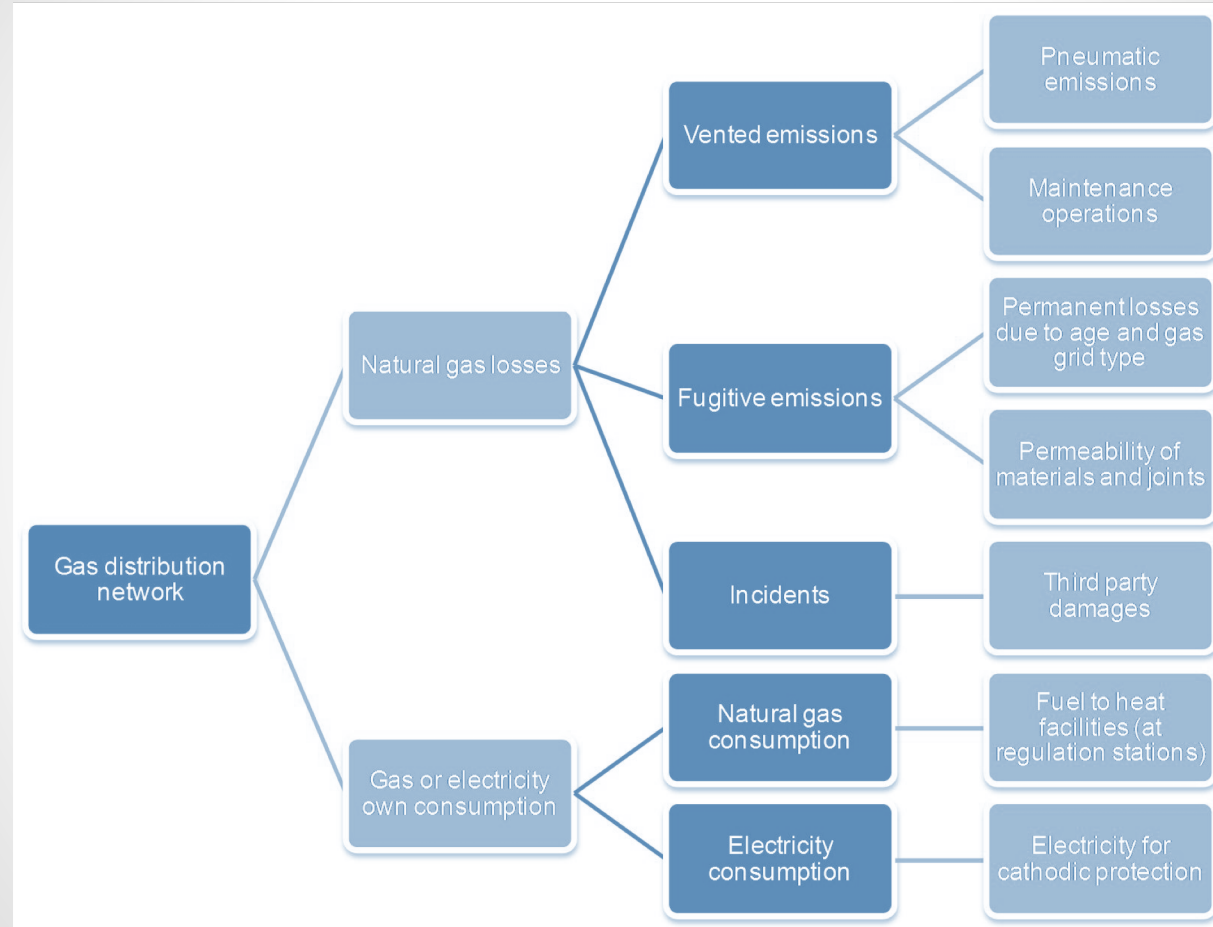 Pneumatic
emissions
Vented emissions
Maintenance
operations
Natural gas losses
Permanent losses
due to age and gas
grid type
Fugitive emissions
Permeability of
materials and joints
Gas distribution
network
Incidents
Third party
damages
Gas or electricity
own consumption
Natural gas
consumption
Fuel to heat
facilities (at
regulation stations)
Electricity
consumption
Electricity for
cathodic protection